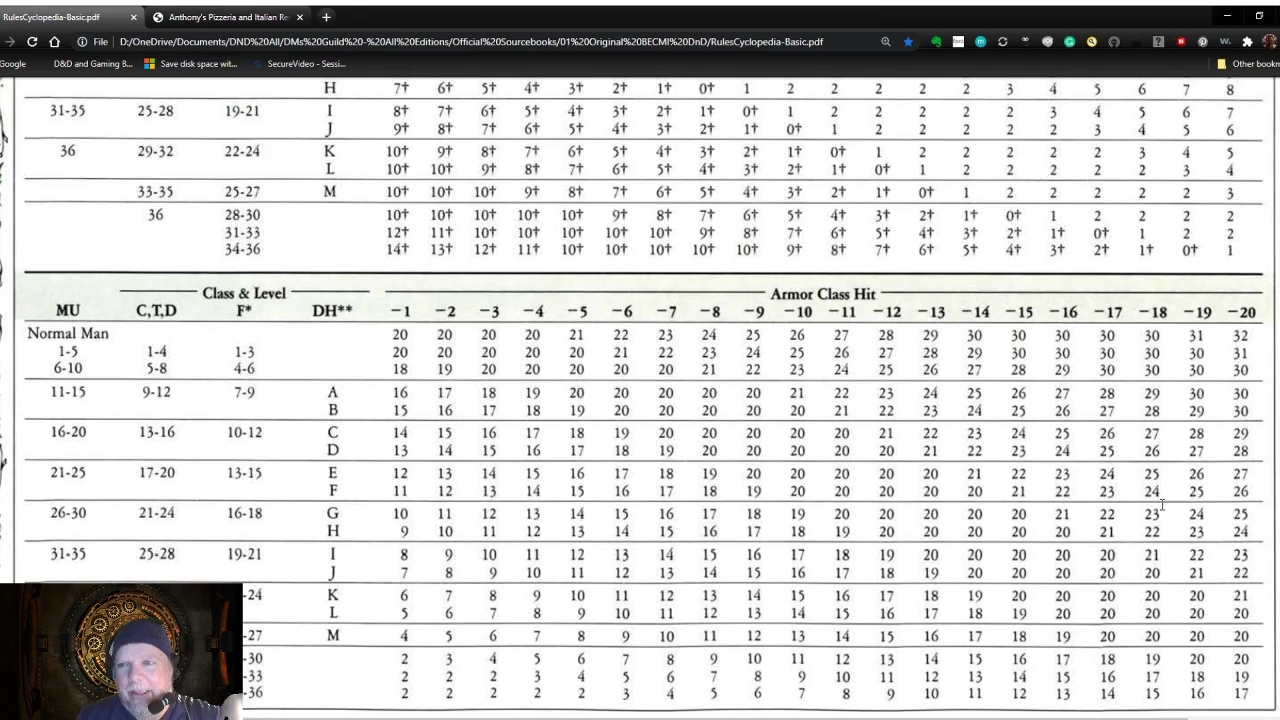 RulesCyclopedia-Basic.pdf × Anthony's Pizzeria and Italian Re × +
File D:/OneDrive/Documents/DND%20All/DMs%20Guild%20-%20All%20Editions/Official%20Sourcebooks/01%20Original%20BECMI%20DnD/RulesCyclopedia-Basic.pdf
Google D&D and Gaming B... Save disk space wit... SecureVideo - Sessi... Other bookm
H 7† 6† 5† 4† 3† 2† 1† 0† 1 2 2 2 2 2 3 4 5 6 7 8
31-35 25-28 19-21 I 8† 7† 6† 5† 4† 3† 2† 1† 0† 1 2 2 2 2 2 3 4 5 6 7
J 9† 8† 7† 6† 5† 4† 3† 2† 1† 0† 1 2 2 2 2 2 3 4 5 6
36 29-32 22-24 K 10† 9† 8† 7† 6† 5† 4† 3† 2† 1† 0† 1 2 2 2 2 2 3 4 5
L 10† 10† 9† 8† 7† 6† 5† 4† 3† 2† 1† 0† 1 2 2 2 2 2 3 4
33-35 25-27 M 10† 10† 10† 9† 8† 7† 6† 5† 4† 3† 2† 1† 0† 1 2 2 2 2 2 3
36 28-30 10† 10† 10† 10† 10† 9† 8† 7† 6† 5† 4† 3† 2† 1† 0† 1 2 2 2 2
31-33 12† 11† 10† 10† 10† 10† 10† 9† 8† 7† 6† 5† 4† 3† 2† 1† 0† 1 2 2
34-36 14† 13† 12† 11† 10† 10† 10† 10† 10† 9† 8† 7† 6† 5† 4† 3† 2† 1† 0† 1
Class & Level Armor Class Hit
MU C,T,D F* DH** −1 −2 −3 −4 −5 −6 −7 −8 −9 −10 −11 −12 −13 −14 −15 −16 −17 −18 −19 −20
Normal Man 20 20 20 20 21 22 23 24 25 26 27 28 29 30 30 30 30 30 31 32
1-5 1-4 1-3 20 20 20 20 20 21 22 23 24 25 26 27 28 29 30 30 30 30 30 31
6-10 5-8 4-6 18 19 20 20 20 20 20 21 22 23 24 25 26 27 28 29 30 30 30 30
11-15 9-12 7-9 A 16 17 18 19 20 20 20 20 20 21 22 23 24 25 26 27 28 29 30 30
B 15 16 17 18 19 20 20 20 20 20 21 22 23 24 25 26 27 28 29 30
16-20 13-16 10-12 C 14 15 16 17 18 19 20 20 20 20 20 21 22 23 24 25 26 27 28 29
D 13 14 15 16 17 18 19 20 20 20 20 20 21 22 23 24 25 26 27 28
21-25 17-20 13-15 E 12 13 14 15 16 17 18 19 20 20 20 20 20 21 22 23 24 25 26 27
F 11 12 13 14 15 16 17 18 19 20 20 20 20 20 21 22 23 24 25 26
26-30 21-24 16-18 G 10 11 12 13 14 15 16 17 18 19 20 20 20 20 20 21 22 23 24 25
H 9 10 11 12 13 14 15 16 17 18 19 20 20 20 20 20 21 22 23 24
31-35 25-28 19-21 I 8 9 10 11 12 13 14 15 16 17 18 19 20 20 20 20 20 21 22 23
J 7 8 9 10 11 12 13 14 15 16 17 18 19 20 20 20 20 20 21 22
-24 K 6 7 8 9 10 11 12 13 14 15 16 17 18 19 20 20 20 20 20 21
L 5 6 7 8 9 10 11 12 13 14 15 16 17 18 19 20 20 20 20 20
-27 M 4 5 6 7 8 9 10 11 12 13 14 15 16 17 18 19 20 20 20 20
-30 2 3 4 5 6 7 8 9 10 11 12 13 14 15 16 17 18 19 20 20
-33 2 2 2 3 4 5 6 7 8 9 10 11 12 13 14 15 16 17 18 19
-36 2 2 2 2 2 3 4 5 6 7 8 9 10 11 12 13 14 15 16 17